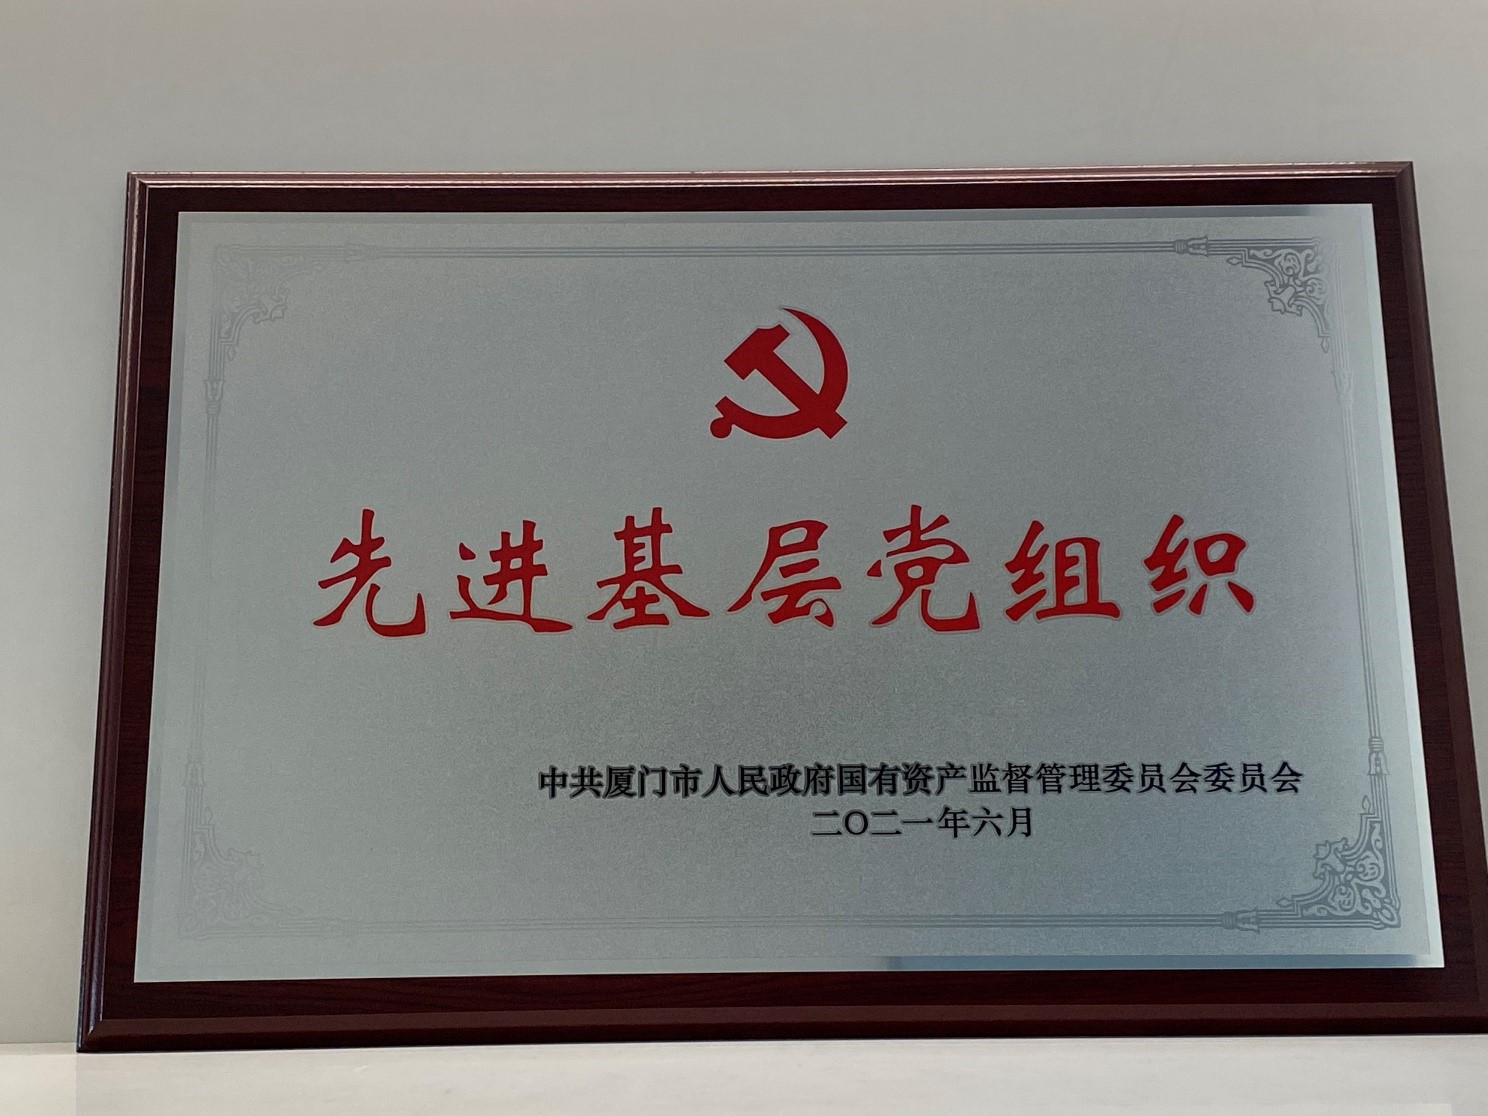 先进基层党组织
中共厦门市人民政府国有资产监督管理委员会委员会
二〇二一年六月